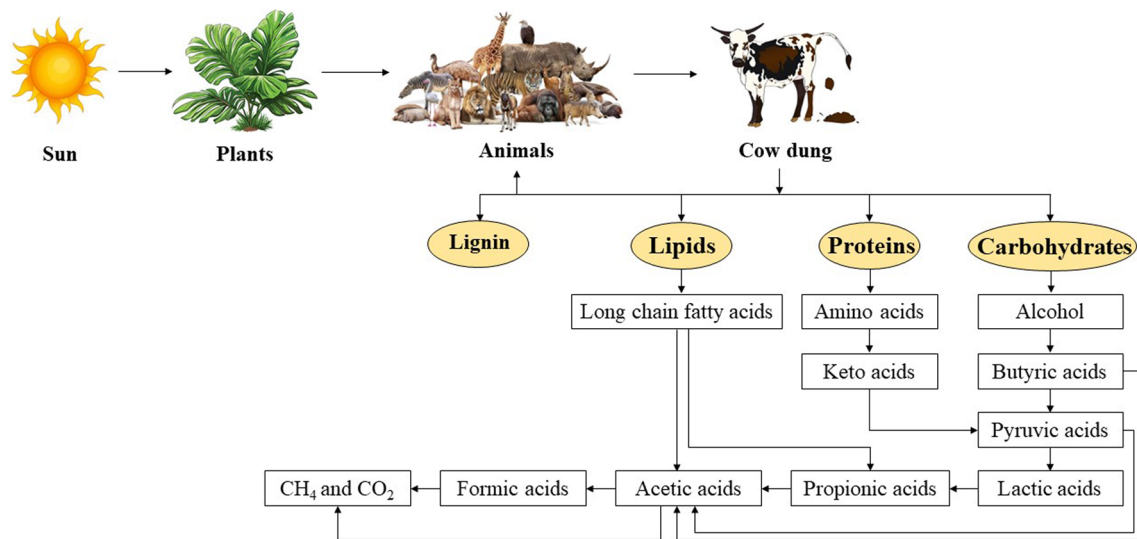 Sun
Plants
Animals
Cow dung
Lignin
Lipids
Proteins
Carbohydrates
Long chain fatty acids
Amino acids
Alcohol
Keto acids
Butyric acids
Pyruvic acids
CH₄ and CO₂
Formic acids
Acetic acids
Propionic acids
Lactic acids